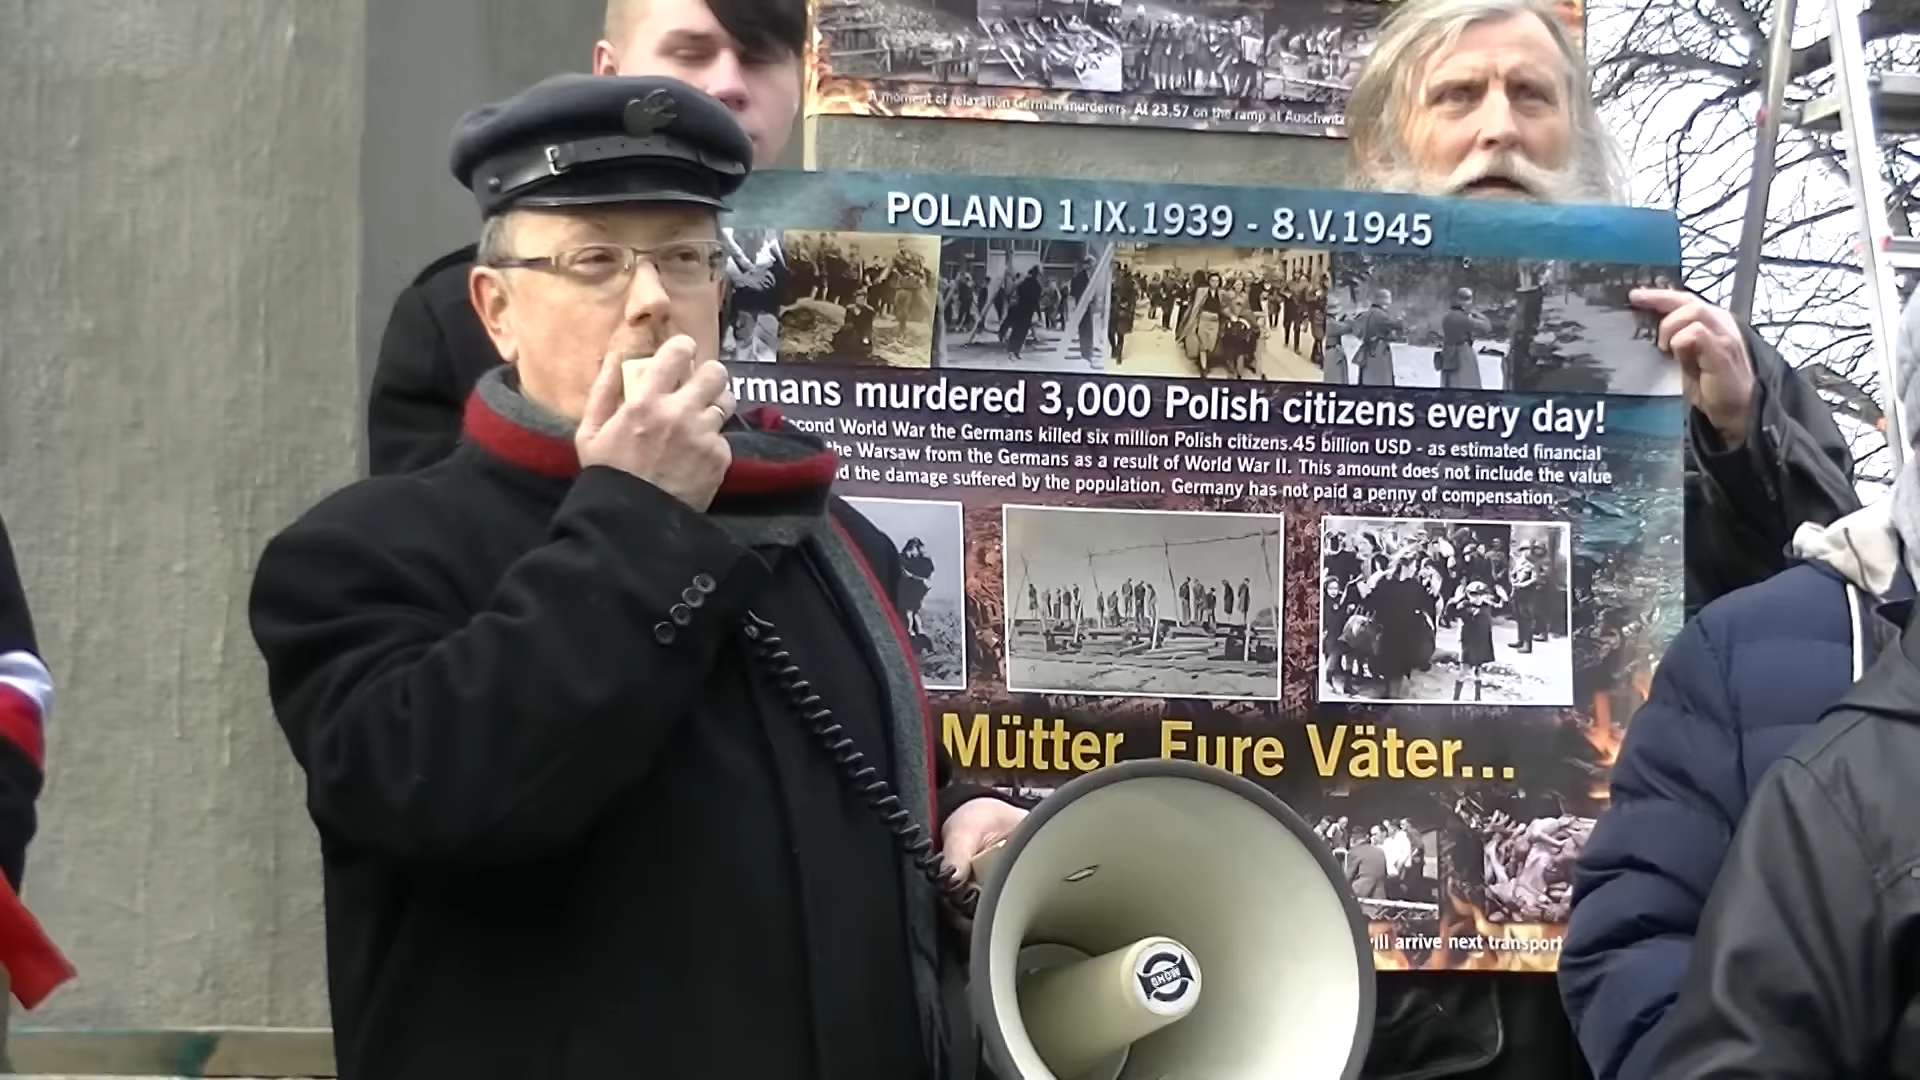 A moment of relaxation German murderers. At 23.57 on the ramp at Auschwitz
POLAND 1.IX.1939 - 8.V.1945
ermans murdered 3,000 Polish citizens every day!
cond World War the Germans killed six million Polish citizens.45 billion USD - as estimated financial
the Warsaw from the Germans as a result of World War II. This amount does not include the value
d the damage suffered by the population. Germany has not paid a penny of compensation.
Mütter, Eure Väter...
ill arrive next transport
SHOW